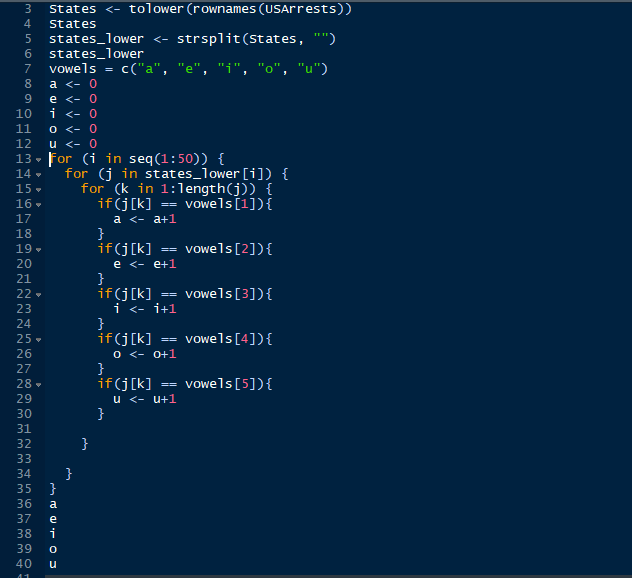 3 States <- tolower(rownames(USArrests))
4 States
5 states_lower <- strsplit(States, "")
6 states_lower
7 vowels = c("a", "e", "i", "o", "u")
8 a <- 0
9 e <- 0
10 i <- 0
11 o <- 0
12 u <- 0
13 for (i in seq(1:50)) {
14   for (j in states_lower[i]) {
15     for (k in 1:length(j)) {
16       if(j[k] == vowels[1]){
17         a <- a+1
18       }
19       if(j[k] == vowels[2]){
20         e <- e+1
21       }
22       if(j[k] == vowels[3]){
23         i <- i+1
24       }
25       if(j[k] == vowels[4]){
26         o <- o+1
27       }
28       if(j[k] == vowels[5]){
29         u <- u+1
30       }
31
32     }
33
34   }
35 }
36 a
37 e
38 i
39 o
40 u
41